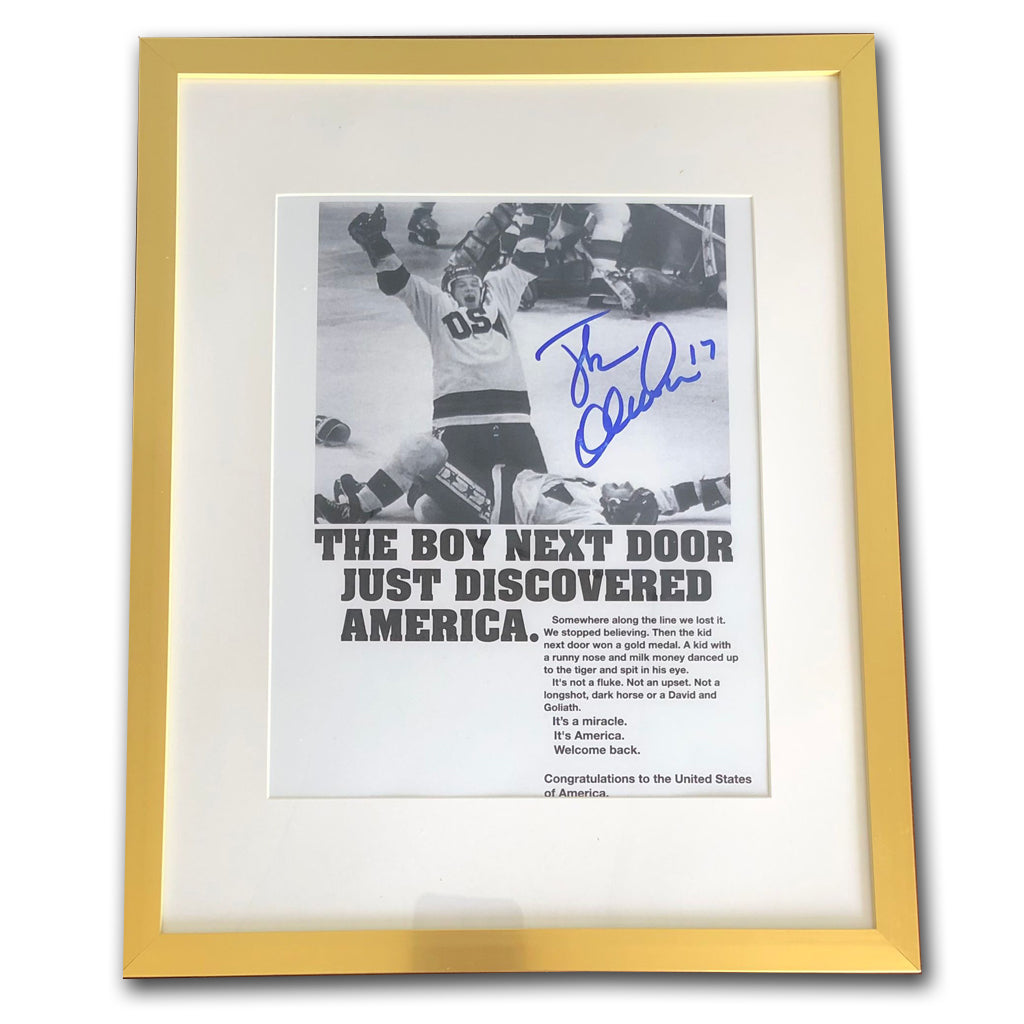 USA
17
THE BOY NEXT DOOR
JUST DISCOVERED
AMERICA.
Somewhere along the line we lost it.
We stopped believing. Then the kid
next door won a gold medal. A kid with
a runny nose and milk money danced up
to the tiger and spit in his eye.
It's not a fluke. Not an upset. Not a
longshot, dark horse or a David and
Goliath.
It's a miracle.
It's America.
Welcome back.
Congratulations to the United States
of America.